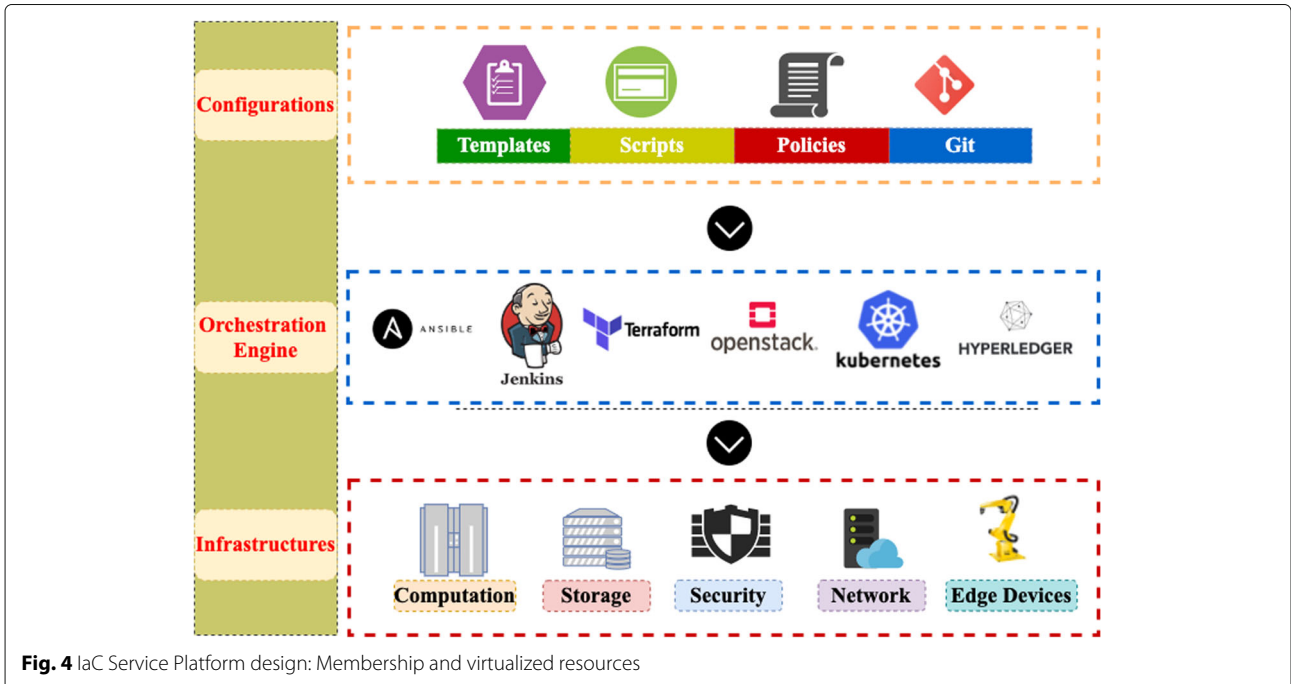 Configurations
Templates
Scripts
Policies
Git
Orchestration
Engine
ANSIBLE
Jenkins
Terraform
openstack.
kubernetes
HYPERLEDGER
Infrastructures
Computation
Storage
Security
Network
Edge Devices
Fig. 4 IaC Service Platform design: Membership and virtualized resources